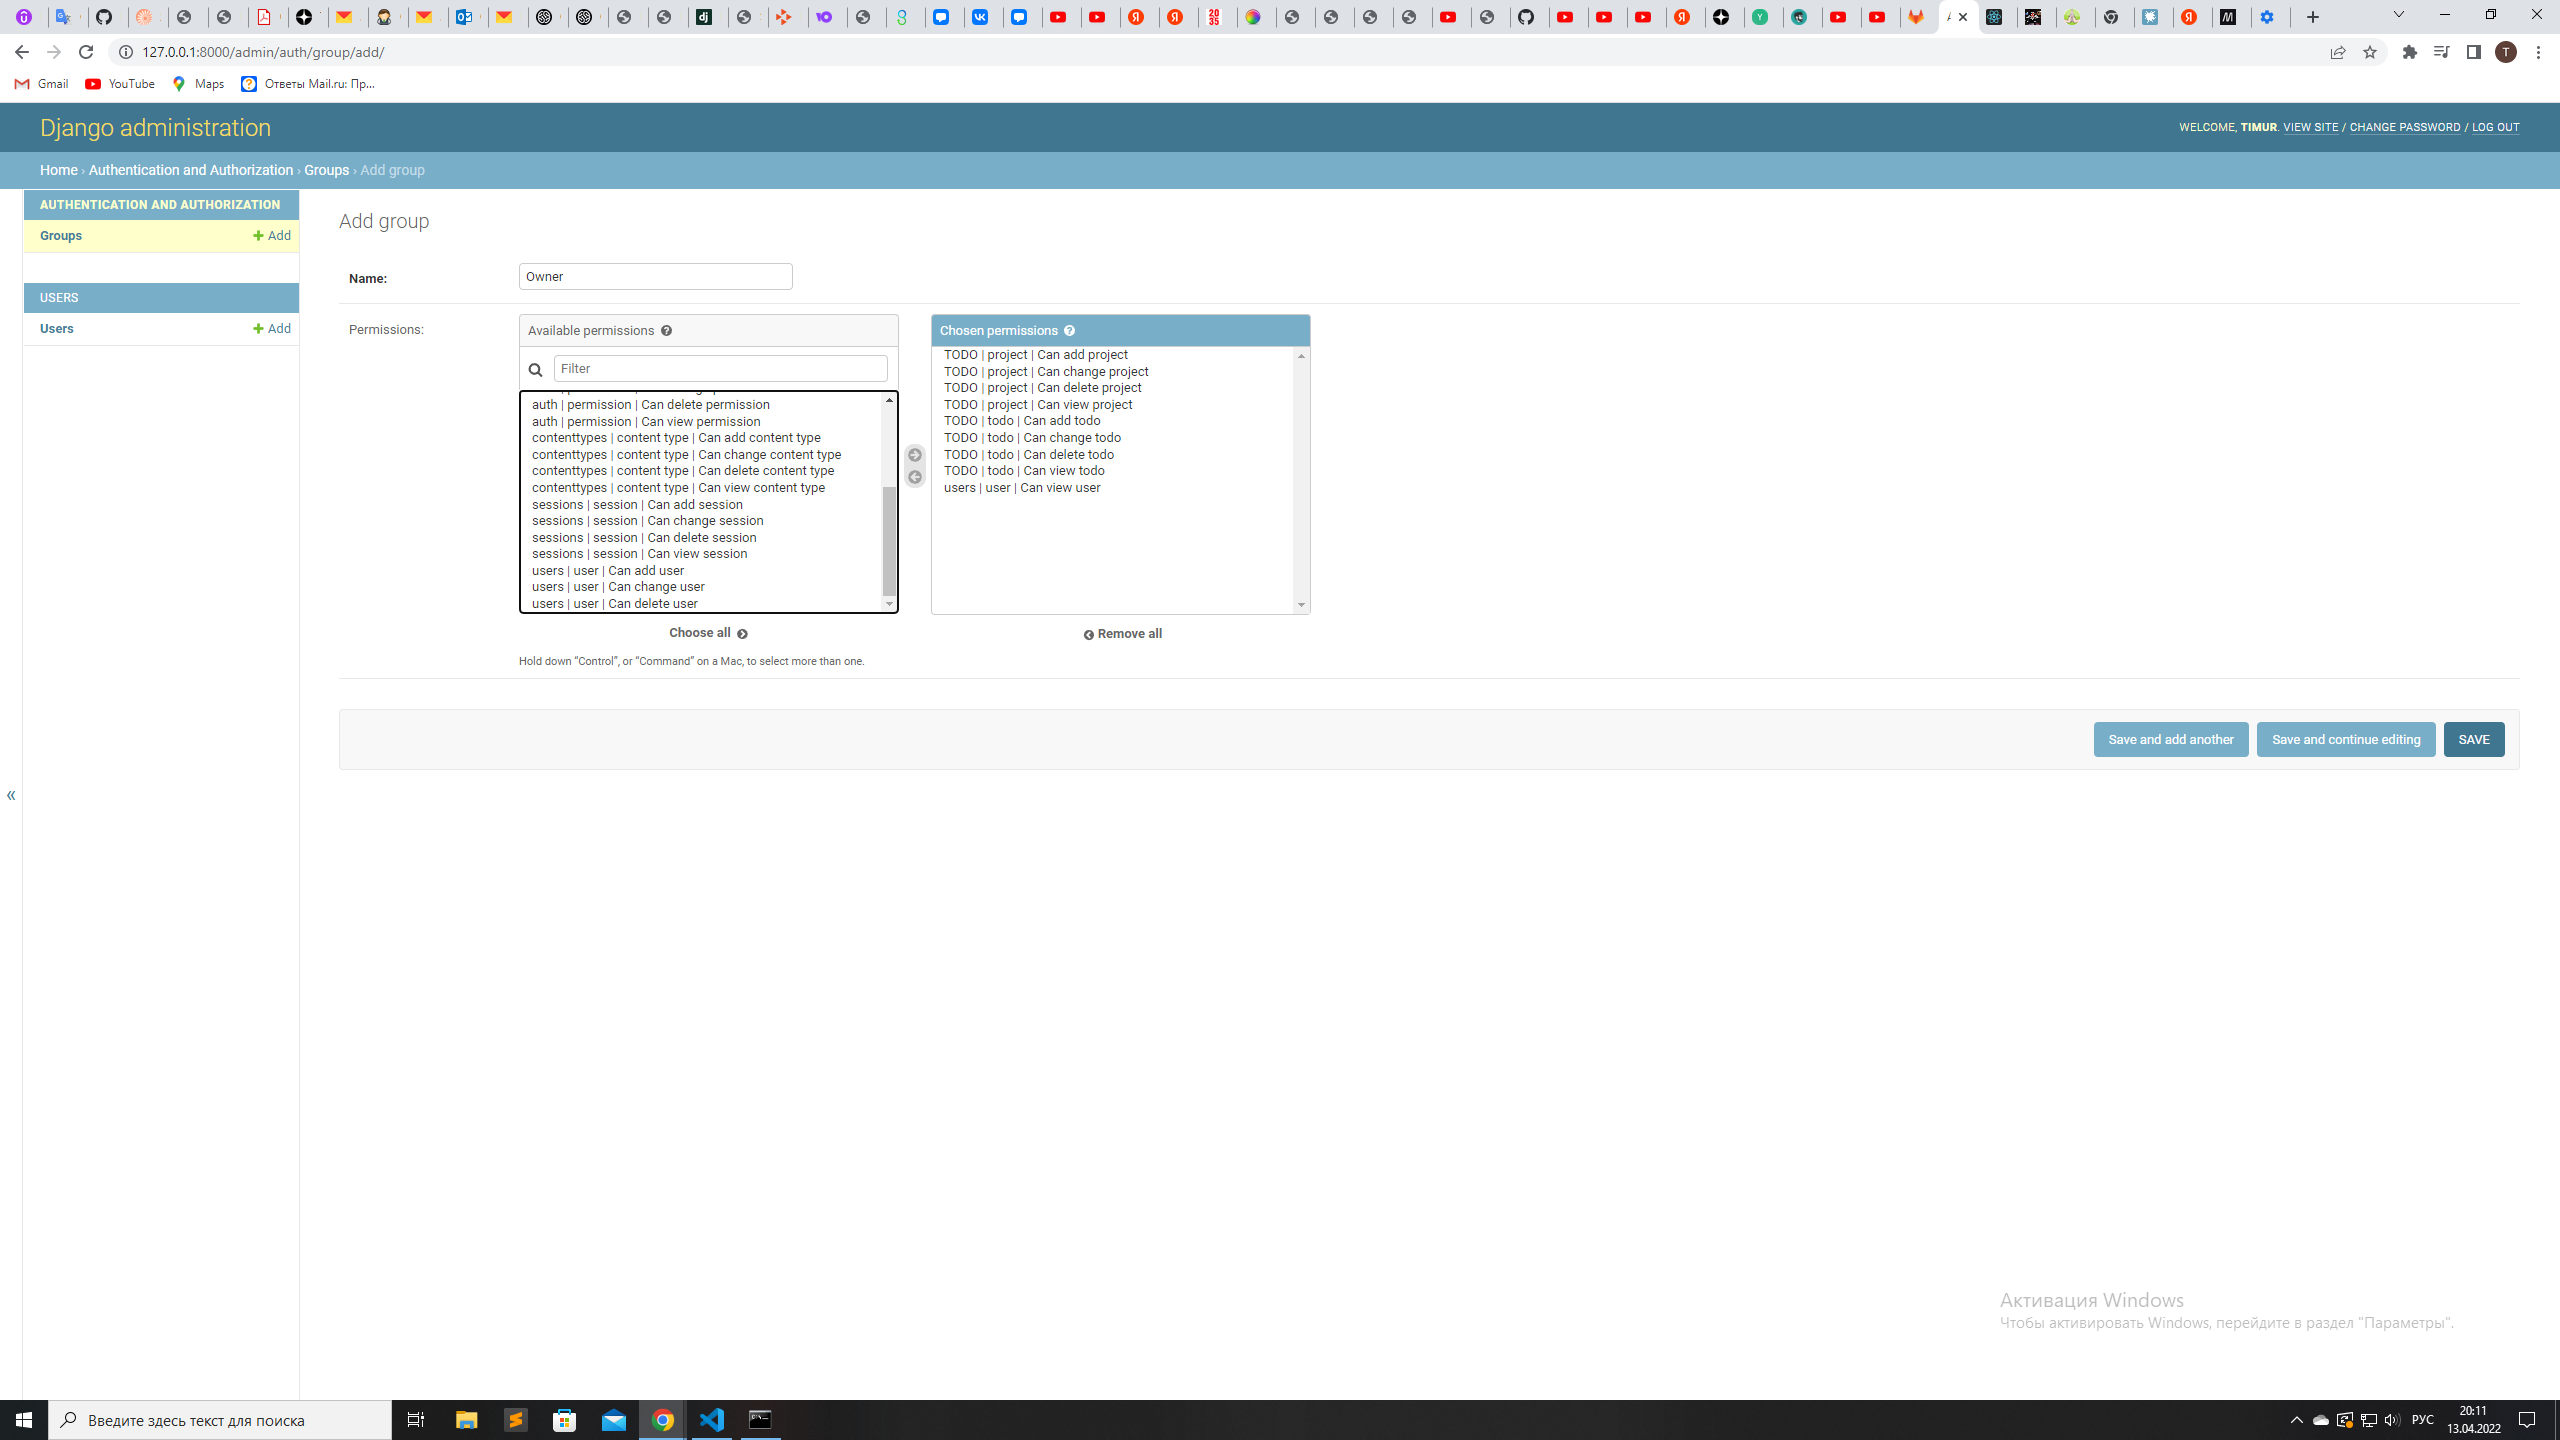 127.0.0.1:8000/admin/auth/group/add/
T
Gmail
YouTube
Maps
Ответы Mail.ru: Пр...
Django administration
WELCOME, TIMUR. VIEW SITE / CHANGE PASSWORD / LOG OUT
Home › Authentication and Authorization › Groups › Add group
AUTHENTICATION AND AUTHORIZATION
Groups
Add
USERS
Users
Add
Add group
Name:
Owner
Permissions:
Available permissions
Filter
auth | permission | Can delete permission
auth | permission | Can view permission
contenttypes | content type | Can add content type
contenttypes | content type | Can change content type
contenttypes | content type | Can delete content type
contenttypes | content type | Can view content type
sessions | session | Can add session
sessions | session | Can change session
sessions | session | Can delete session
sessions | session | Can view session
users | user | Can add user
users | user | Can change user
users | user | Can delete user
Choose all
Hold down “Control”, or “Command” on a Mac, to select more than one.
Chosen permissions
TODO | project | Can add project
TODO | project | Can change project
TODO | project | Can delete project
TODO | project | Can view project
TODO | todo | Can add todo
TODO | todo | Can change todo
TODO | todo | Can delete todo
TODO | todo | Can view todo
users | user | Can view user
Remove all
Save and add another
Save and continue editing
SAVE
«
Активация Windows
Чтобы активировать Windows, перейдите в раздел "Параметры".
Введите здесь текст для поиска
РУС
20:11
13.04.2022